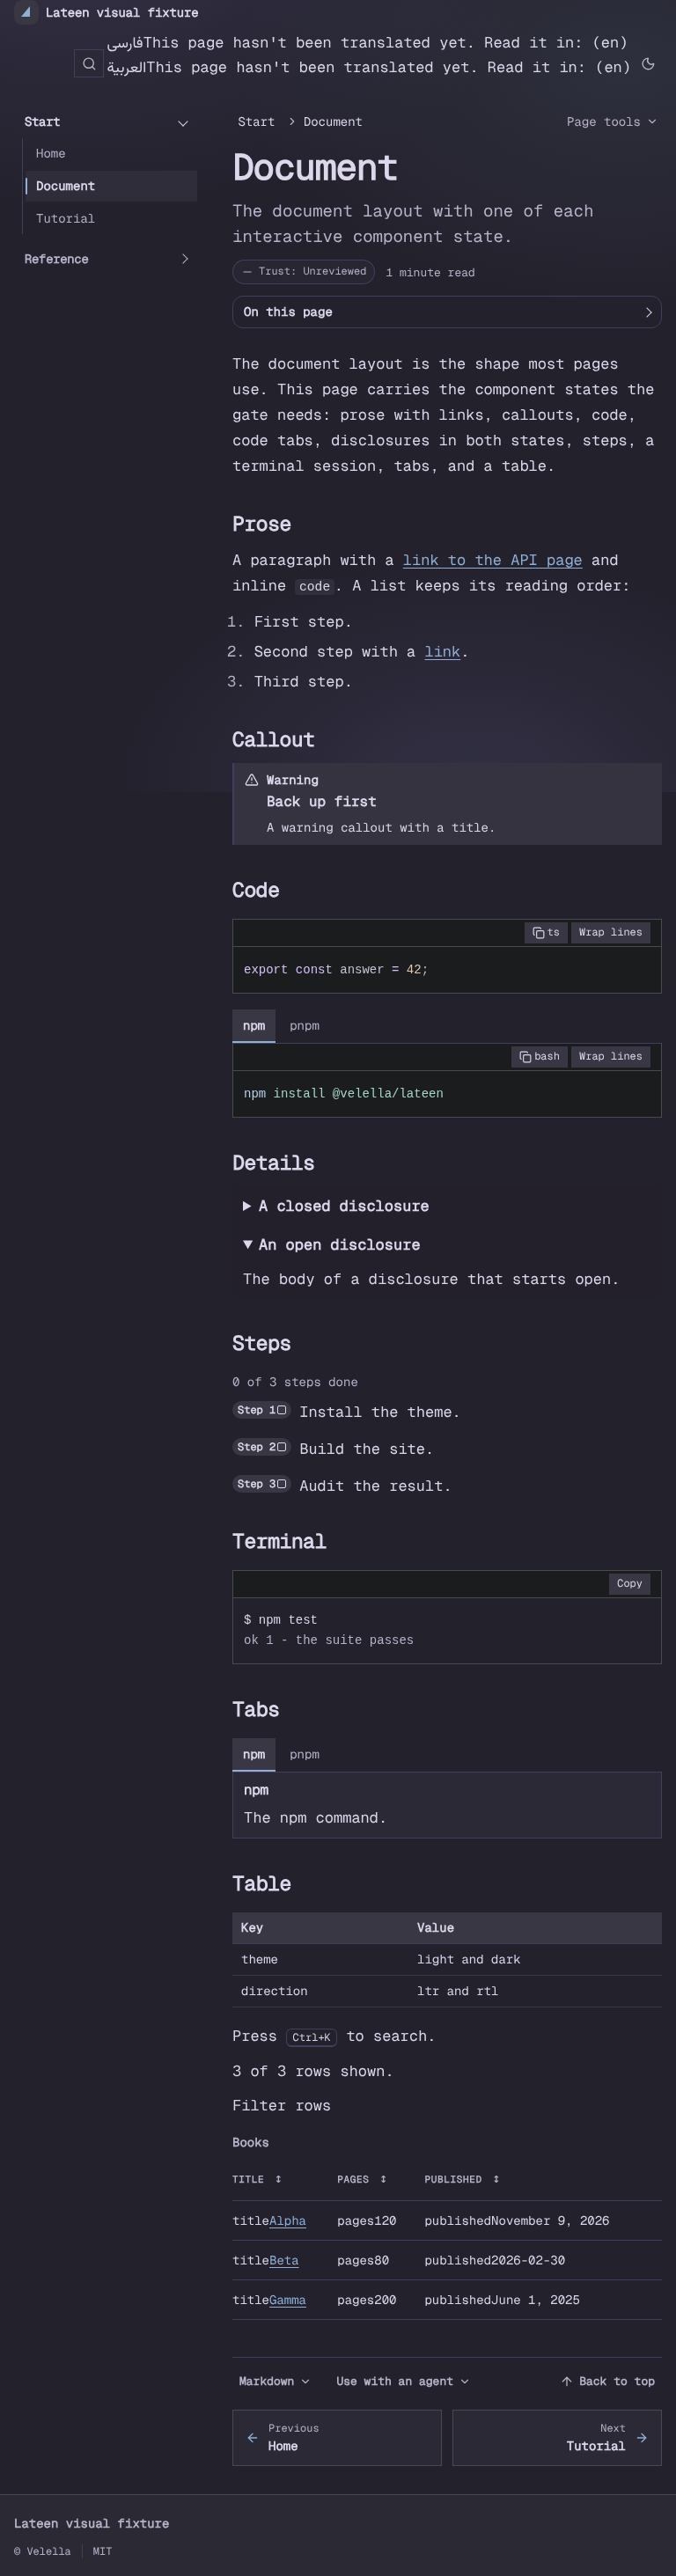 Lateen visual fixture
فارسیThis page hasn't been translated yet. Read it in: (en)
العربيةThis page hasn't been translated yet. Read it in: (en)
Start
Home
Document
Tutorial
Reference
Start > Document
Page tools
Document
The document layout with one of each
interactive component state.
— Trust: Unreviewed
1 minute read
On this page
The document layout is the shape most pages
use. This page carries the component states the
gate needs: prose with links, callouts, code,
code tabs, disclosures in both states, steps, a
terminal session, tabs, and a table.
Prose
A paragraph with a link to the API page and
inline code. A list keeps its reading order:
1. First step.
2. Second step with a link.
3. Third step.
Callout
Warning
Back up first
A warning callout with a title.
Code
ts Wrap lines
export const answer = 42;
npm pnpm
bash Wrap lines
npm install @velella/lateen
Details
A closed disclosure
An open disclosure
The body of a disclosure that starts open.
Steps
0 of 3 steps done
Step 1 Install the theme.
Step 2 Build the site.
Step 3 Audit the result.
Terminal
Copy
$ npm test
ok 1 - the suite passes
Tabs
npm pnpm
npm
The npm command.
Table
Key Value
theme light and dark
direction ltr and rtl
Press Ctrl+K to search.
3 of 3 rows shown.
Filter rows
Books
TITLE ↕ PAGES ↕ PUBLISHED ↕
titleAlpha pages120 publishedNovember 9, 2026
titleBeta pages80 published2026-02-30
titleGamma pages200 publishedJune 1, 2025
Markdown Use with an agent ↑ Back to top
← Previous
Home
Next →
Tutorial
Lateen visual fixture
© Velella MIT